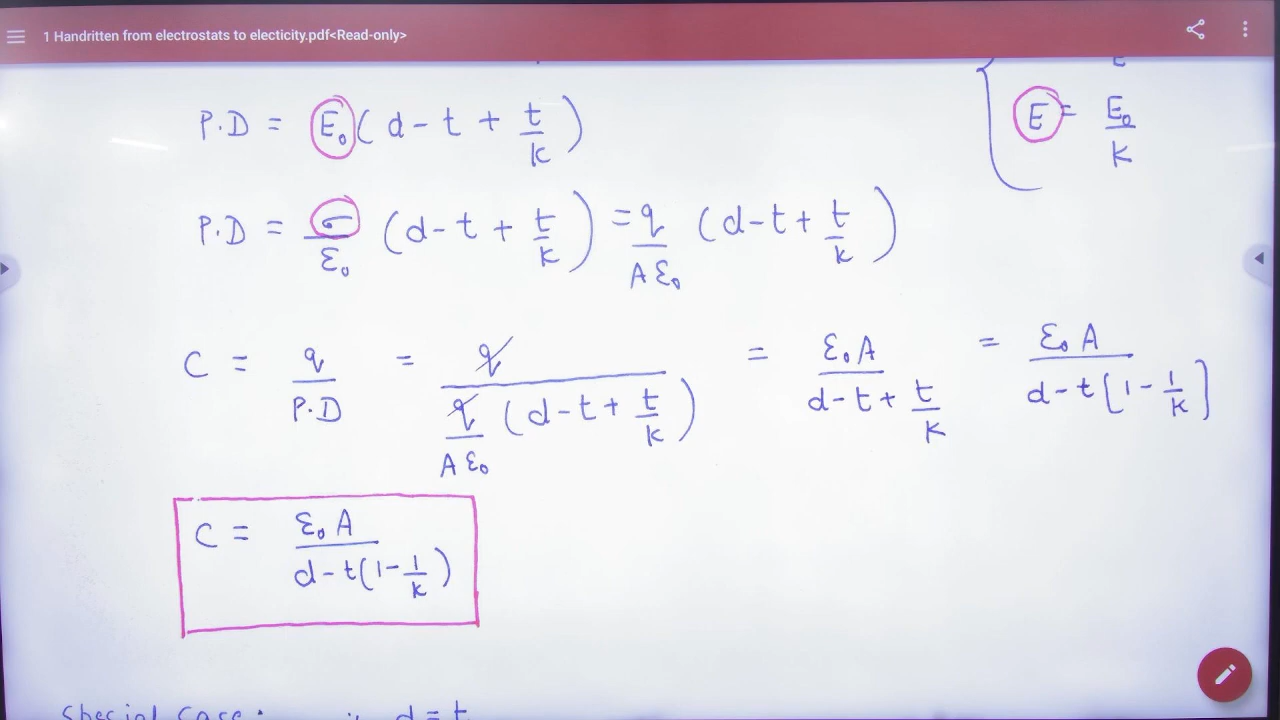 1 Handritten from electrostats to electicity.pdf<Read-only>
P.D = E₀ ( d - t + t/k )
E = E₀/k
P.D = σ/ε₀ ( d - t + t/k ) = q/Aε₀ ( d - t + t/k )
C = q/P.D = q/(q/Aε₀ ( d - t + t/k )) = ε₀A/(d - t + t/k) = ε₀A/(d - t [ 1 - 1/k ])
C = ε₀A/(d - t ( 1 - 1/k ))
Special Case : d = t